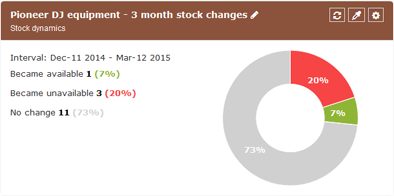 Pioneer DJ equipment - 3 month stock changes
Stock dynamics
Interval: Dec-11 2014 - Mar-12 2015
Became available 1 (7%)
Became unavailable 3 (20%)
No change 11 (73%)
20%
7%
73%